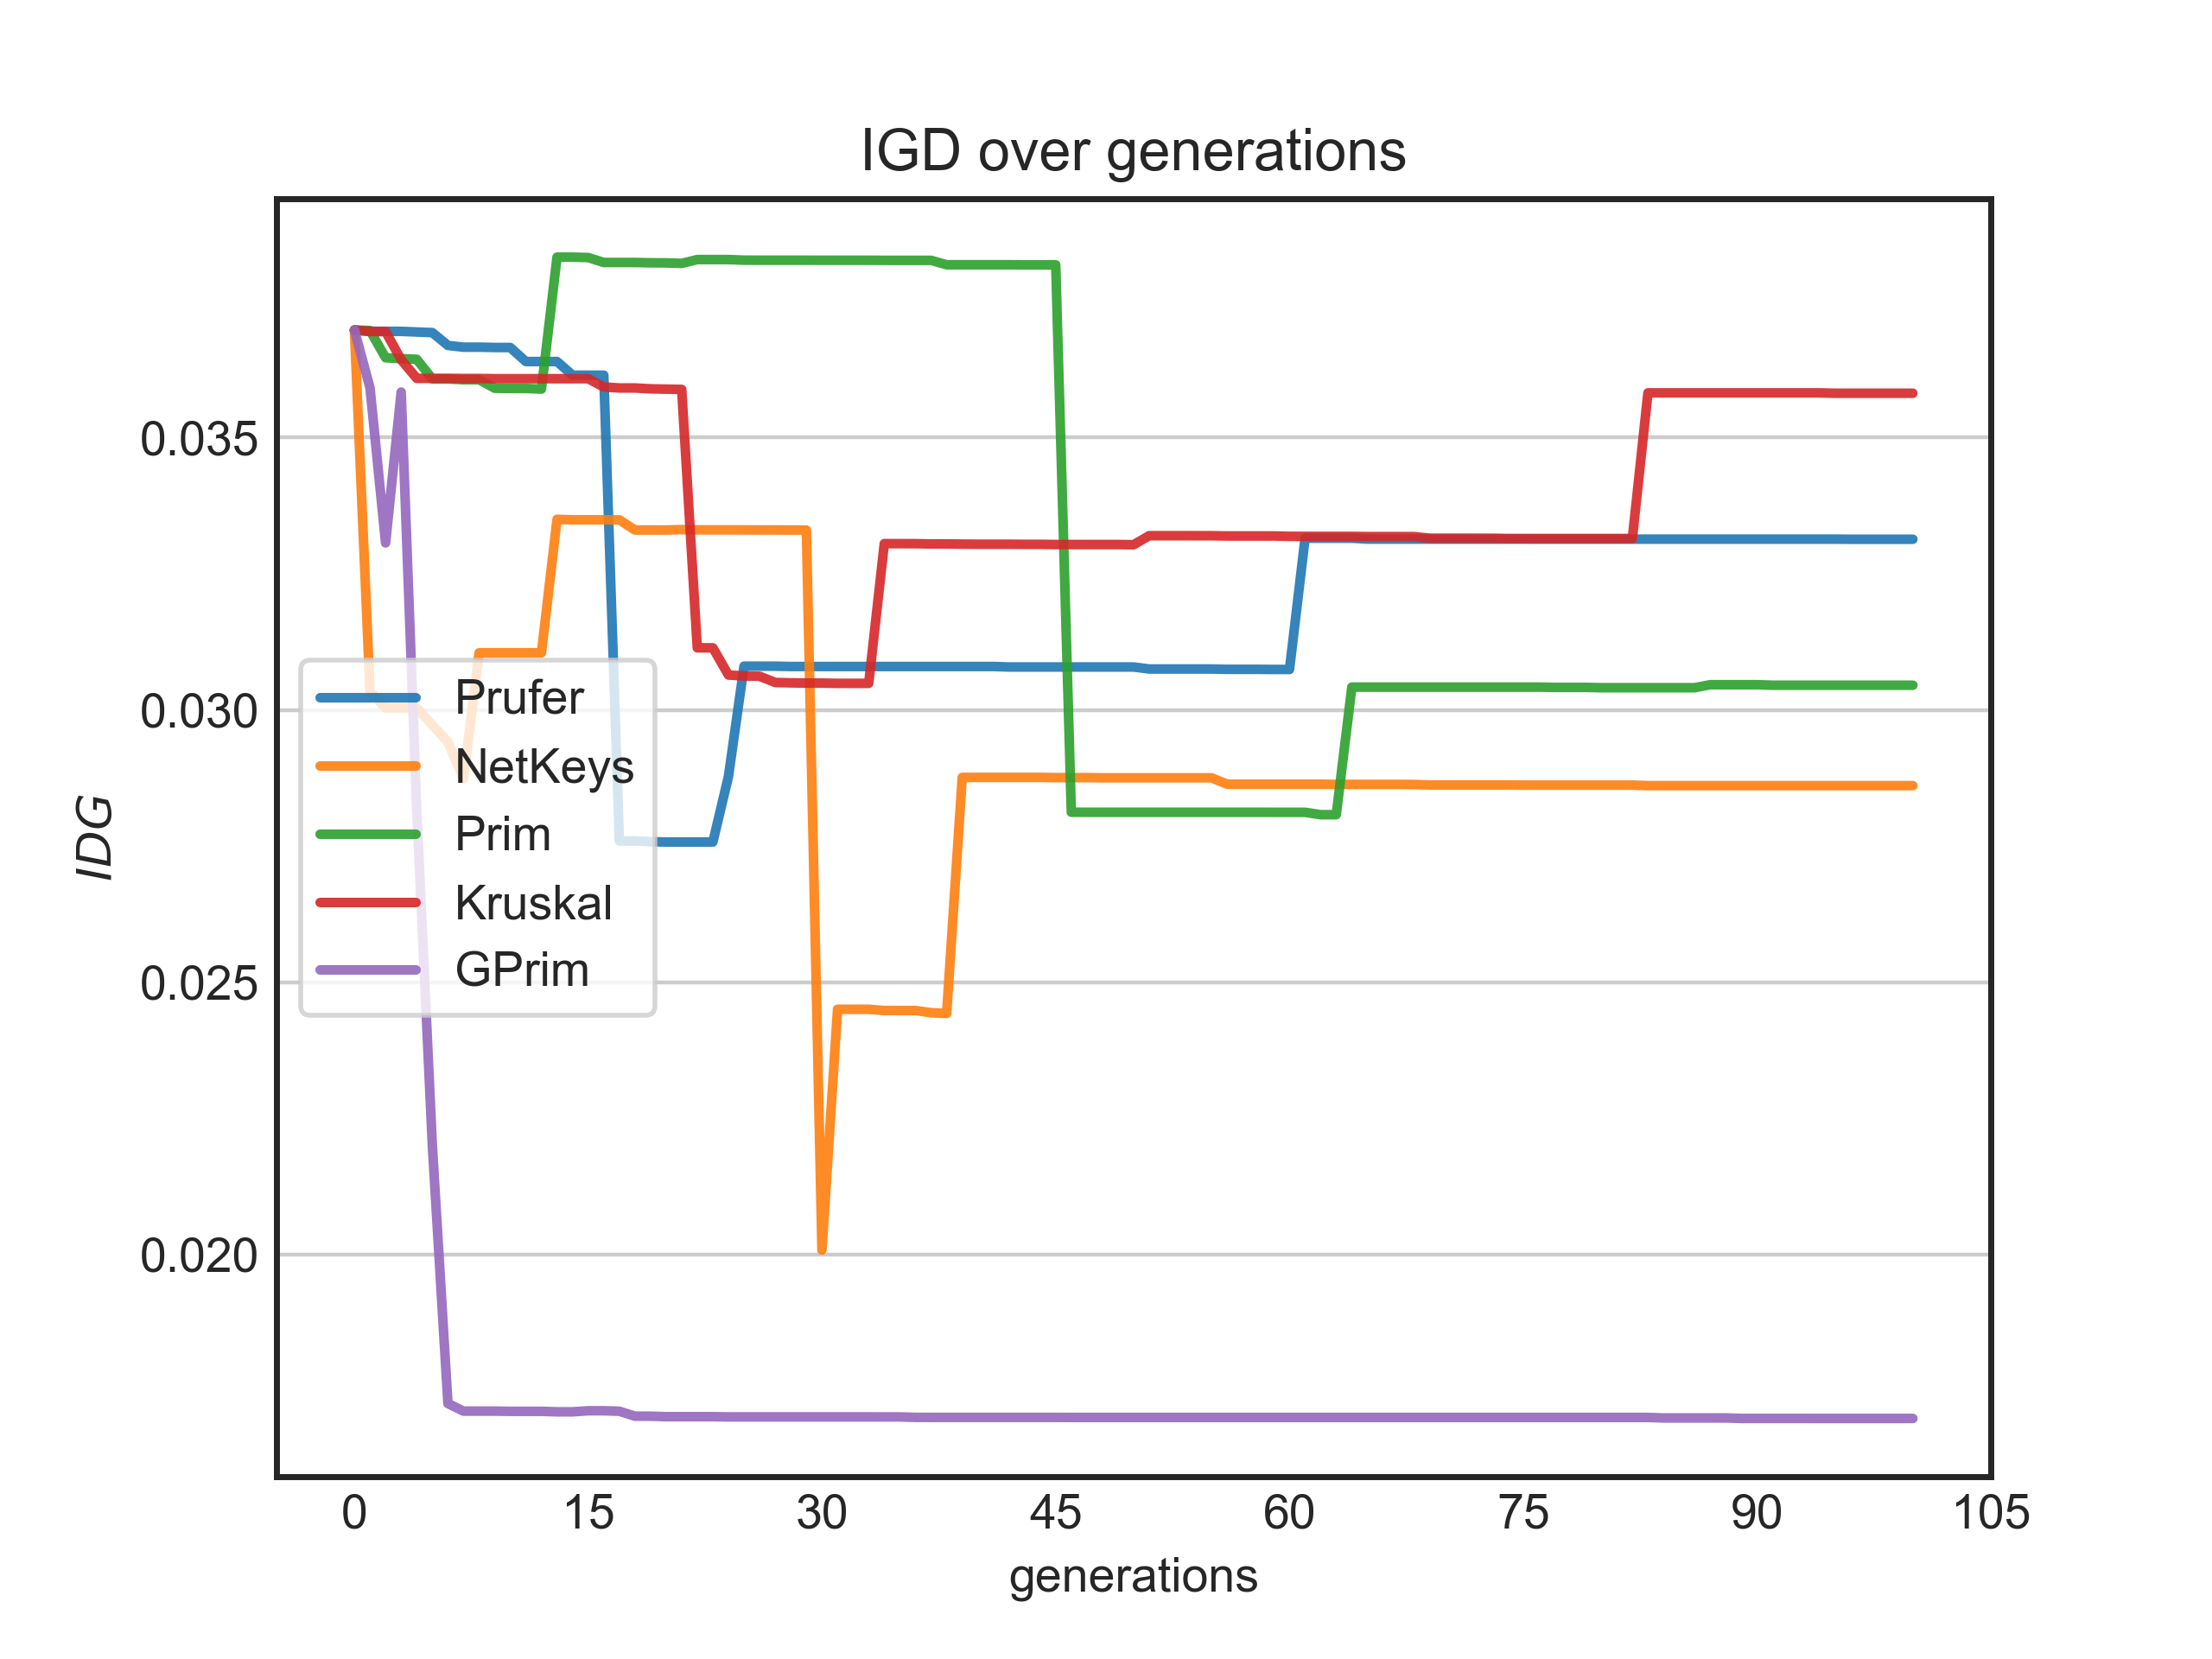 IGD over generations
0.035
0.030
0.025
0.020
IDG
Prufer
NetKeys
Prim
Kruskal
GPrim
0 15 30 45 60 75 90 105
generations